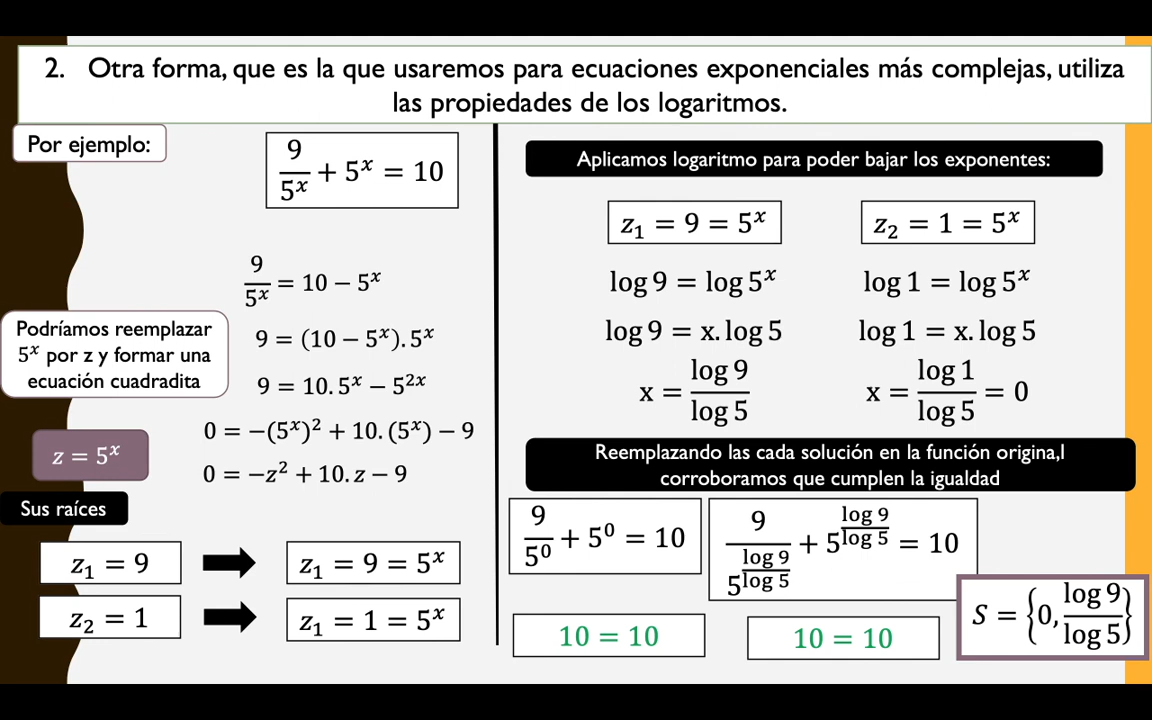 2. Otra forma, que es la que usaremos para ecuaciones exponenciales más complejas, utiliza
las propiedades de los logaritmos.
Por ejemplo:
9/5^x + 5^x = 10
9/5^x = 10 − 5^x
Podríamos reemplazar
5^x por z y formar una
ecuación cuadradita
9 = (10 − 5^x).5^x
9 = 10.5^x − 5^{2x}
0 = −(5^x)^2 + 10.(5^x) − 9
z = 5^x
0 = −z^2 + 10.z − 9
Sus raíces
z_1 = 9
z_1 = 9 = 5^x
z_2 = 1
z_1 = 1 = 5^x
Aplicamos logaritmo para poder bajar los exponentes:
z_1 = 9 = 5^x
log 9 = log 5^x
log 9 = x. log 5
x = log 9/log 5
z_2 = 1 = 5^x
log 1 = log 5^x
log 1 = x. log 5
x = log 1/log 5 = 0
Reemplazando las cada solución en la función origina,l
corroboramos que cumplen la igualdad
9/5^0 + 5^0 = 10
10 = 10
9/5^{log 9/log 5} + 5^{log 9/log 5} = 10
10 = 10
S = {0, log 9/log 5}